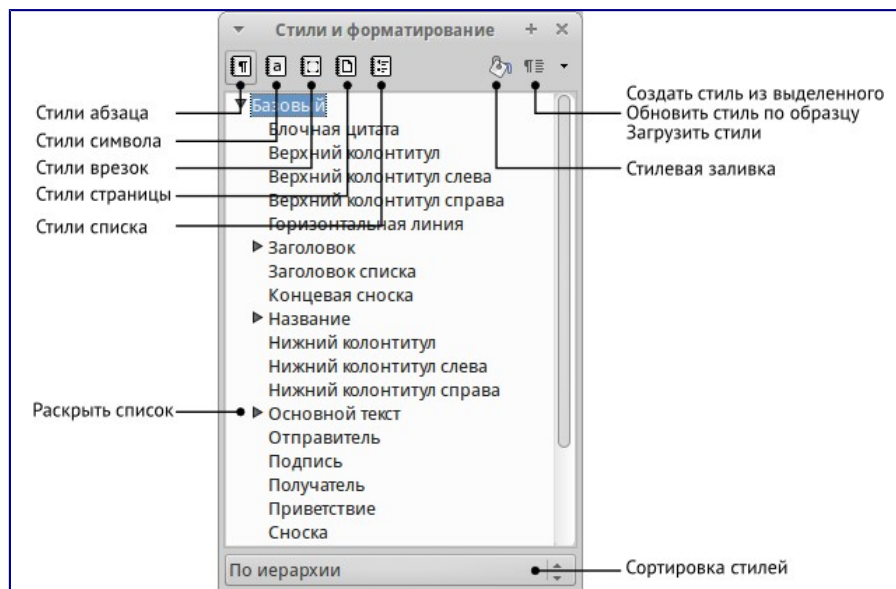 Стили и форматирование
Стили абзаца
Стили символа
Стили врезок
Стили страницы
Стили списка
Раскрыть список
Базовый
Блочная цитата
Верхний колонтитул
Верхний колонтитул слева
Верхний колонтитул справа
Горизонтальная линия
Заголовок
Заголовок списка
Концевая сноска
Название
Нижний колонтитул
Нижний колонтитул слева
Нижний колонтитул справа
Основной текст
Отправитель
Подпись
Получатель
Приветствие
Сноска
По иерархии
Создать стиль из выделенного
Обновить стиль по образцу
Загрузить стили
Стилевая заливка
Сортировка стилей